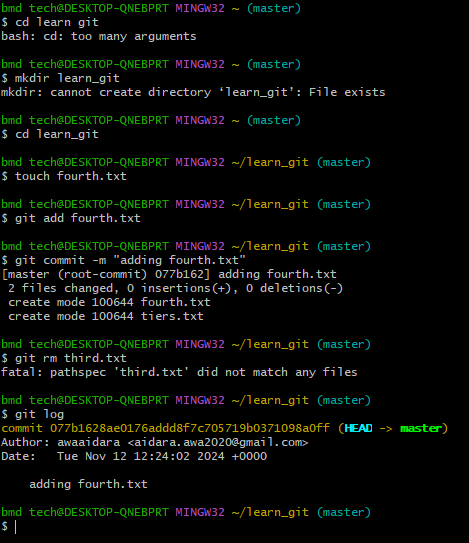 bmd tech@DESKTOP-QNEBPRT MINGW32 ~ (master)
$ cd learn git
bash: cd: too many arguments
bmd tech@DESKTOP-QNEBPRT MINGW32 ~ (master)
$ mkdir learn_git
mkdir: cannot create directory ‘learn_git’: File exists
bmd tech@DESKTOP-QNEBPRT MINGW32 ~ (master)
$ cd learn_git
bmd tech@DESKTOP-QNEBPRT MINGW32 ~/learn_git (master)
$ touch fourth.txt
bmd tech@DESKTOP-QNEBPRT MINGW32 ~/learn_git (master)
$ git add fourth.txt
bmd tech@DESKTOP-QNEBPRT MINGW32 ~/learn_git (master)
$ git commit -m "adding fourth.txt"
[master (root-commit) 077b162] adding fourth.txt
 2 files changed, 0 insertions(+), 0 deletions(-)
 create mode 100644 fourth.txt
 create mode 100644 tiers.txt
bmd tech@DESKTOP-QNEBPRT MINGW32 ~/learn_git (master)
$ git rm third.txt
fatal: pathspec 'third.txt' did not match any files
bmd tech@DESKTOP-QNEBPRT MINGW32 ~/learn_git (master)
$ git log
commit 077b1628ae0176addd8f7c705719b0371098a0ff (HEAD -> master)
Author: awaaidara <aidara.awa2020@gmail.com>
Date:   Tue Nov 12 12:24:02 2024 +0000
    adding fourth.txt
bmd tech@DESKTOP-QNEBPRT MINGW32 ~/learn_git (master)
$